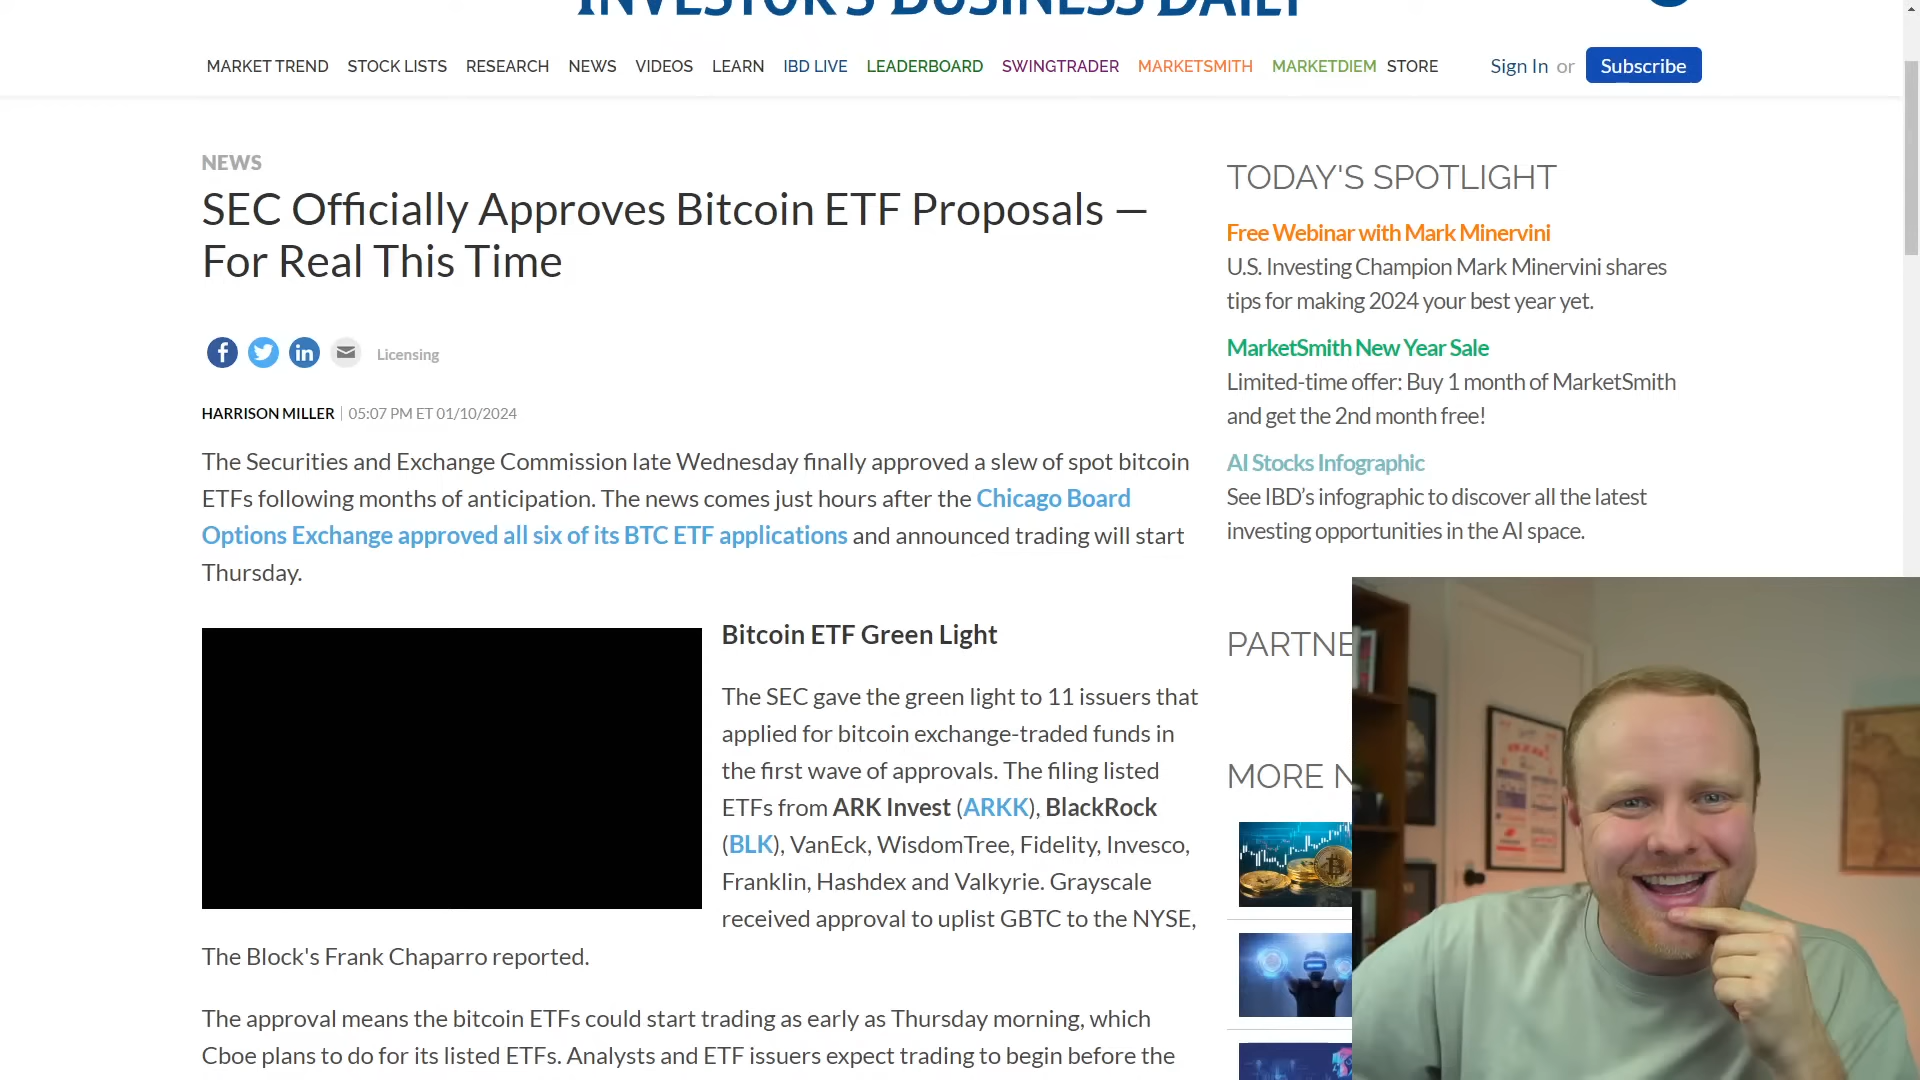 INVESTOR'S BUSINESS DAILY
MARKET TREND STOCK LISTS RESEARCH NEWS VIDEOS LEARN IBD LIVE LEADERBOARD SWINGTRADER MARKETSMITH MARKETDIEM STORE Sign In or Subscribe
NEWS
SEC Officially Approves Bitcoin ETF Proposals —
For Real This Time
Licensing
HARRISON MILLER | 05:07 PM ET 01/10/2024
The Securities and Exchange Commission late Wednesday finally approved a slew of spot bitcoin
ETFs following months of anticipation. The news comes just hours after the Chicago Board
Options Exchange approved all six of its BTC ETF applications and announced trading will start
Thursday.
Bitcoin ETF Green Light
The SEC gave the green light to 11 issuers that
applied for bitcoin exchange-traded funds in
the first wave of approvals. The filing listed
ETFs from ARK Invest (ARKK), BlackRock
(BLK), VanEck, WisdomTree, Fidelity, Invesco,
Franklin, Hashdex and Valkyrie. Grayscale
received approval to uplist GBTC to the NYSE,
The Block's Frank Chaparro reported.
The approval means the bitcoin ETFs could start trading as early as Thursday morning, which
Cboe plans to do for its listed ETFs. Analysts and ETF issuers expect trading to begin before the
TODAY'S SPOTLIGHT
Free Webinar with Mark Minervini
U.S. Investing Champion Mark Minervini shares
tips for making 2024 your best year yet.
MarketSmith New Year Sale
Limited-time offer: Buy 1 month of MarketSmith
and get the 2nd month free!
AI Stocks Infographic
See IBD's infographic to discover all the latest
investing opportunities in the AI space.
PARTNE
MORE N